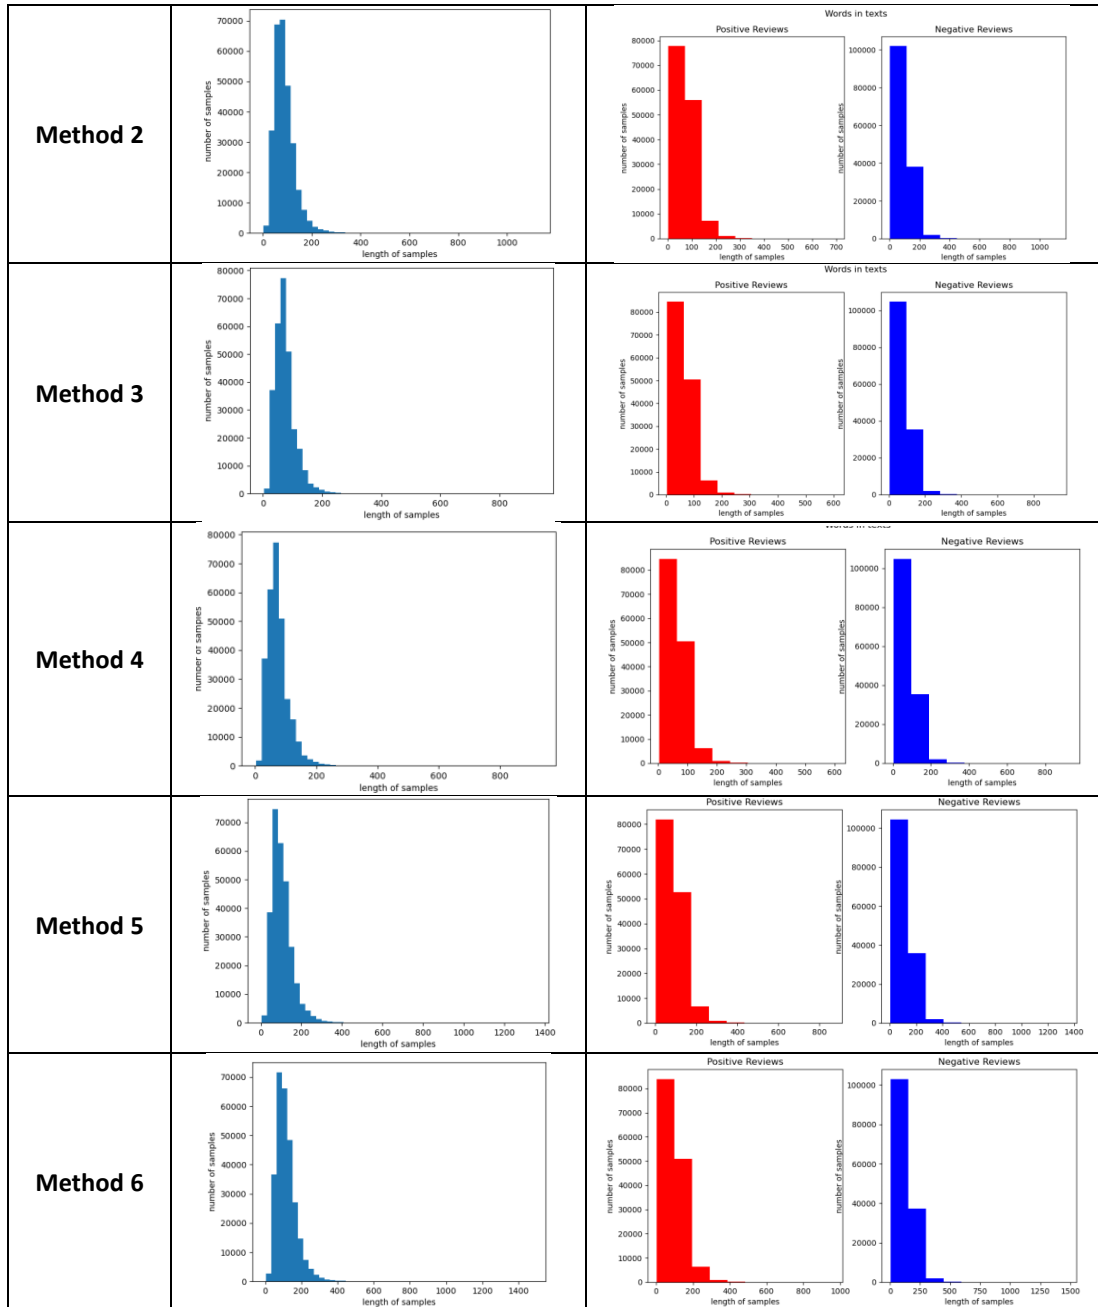 Method 2
number of samples
70000
60000
50000
40000
30000
20000
10000
0
0 200 400 600 800 1000
length of samples
Words in texts
Positive Reviews
number of samples
80000
70000
60000
50000
40000
30000
20000
10000
0
0 100 200 300 400 500 600 700
length of samples
Negative Reviews
number of samples
100000
80000
60000
40000
20000
0
0 200 400 600 800 1000
length of samples
Method 3
number of samples
80000
70000
60000
50000
40000
30000
20000
10000
0
0 200 400 600 800
length of samples
Words in texts
Positive Reviews
number of samples
80000
70000
60000
50000
40000
30000
20000
10000
0
0 100 200 300 400 500 600
length of samples
Negative Reviews
number of samples
100000
80000
60000
40000
20000
0
0 200 400 600 800
length of samples
Method 4
number of samples
80000
70000
60000
50000
40000
30000
20000
10000
0
0 200 400 600 800
length of samples
Words in texts
Positive Reviews
number of samples
80000
70000
60000
50000
40000
30000
20000
10000
0
0 100 200 300 400 500 600
length of samples
Negative Reviews
number of samples
100000
80000
60000
40000
20000
0
0 200 400 600 800
length of samples
Method 5
number of samples
70000
60000
50000
40000
30000
20000
10000
0
0 200 400 600 800 1000 1200 1400
length of samples
Positive Reviews
number of samples
80000
70000
60000
50000
40000
30000
20000
10000
0
0 200 400 600 800
length of samples
Negative Reviews
number of samples
100000
80000
60000
40000
20000
0
0 200 400 600 800 1000 1200 1400
length of samples
Method 6
number of samples
70000
60000
50000
40000
30000
20000
10000
0
0 200 400 600 800 1000 1200 1400
length of samples
Positive Reviews
number of samples
80000
70000
60000
50000
40000
30000
20000
10000
0
0 200 400 600 800 1000
length of samples
Negative Reviews
number of samples
100000
80000
60000
40000
20000
0
0 250 500 750 1000 1250 1500
length of samples